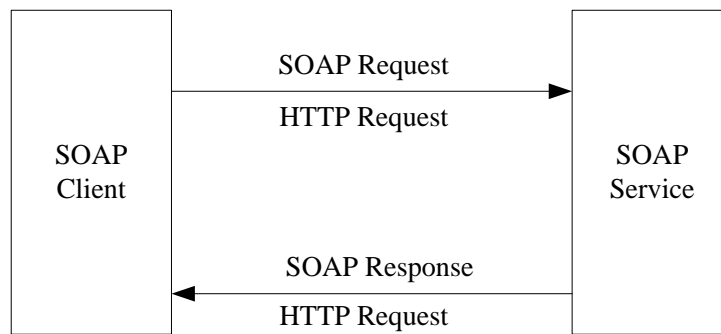 SOAP Request
HTTP Request
SOAP
Client
SOAP
Service
SOAP Response
HTTP Request